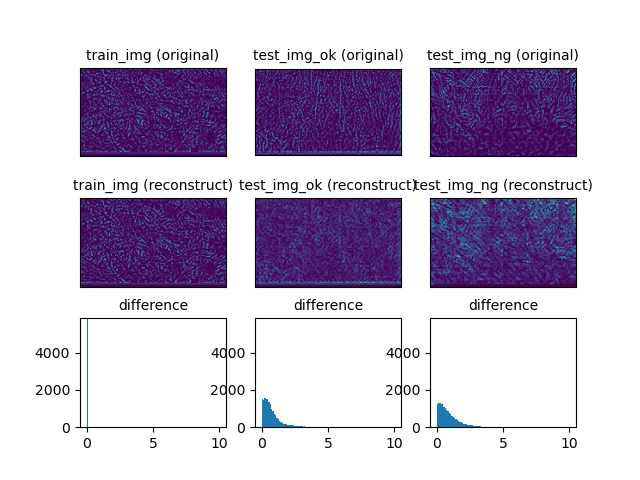 train_img (original)
test_img_ok (original)
test_img_ng (original)
train_img (reconstruct)
test_img_ok (reconstruct)
test_img_ng (reconstruct)
difference
difference
difference
4000
2000
0
0
5
10
4000
2000
0
0
5
10
4000
2000
0
0
5
10